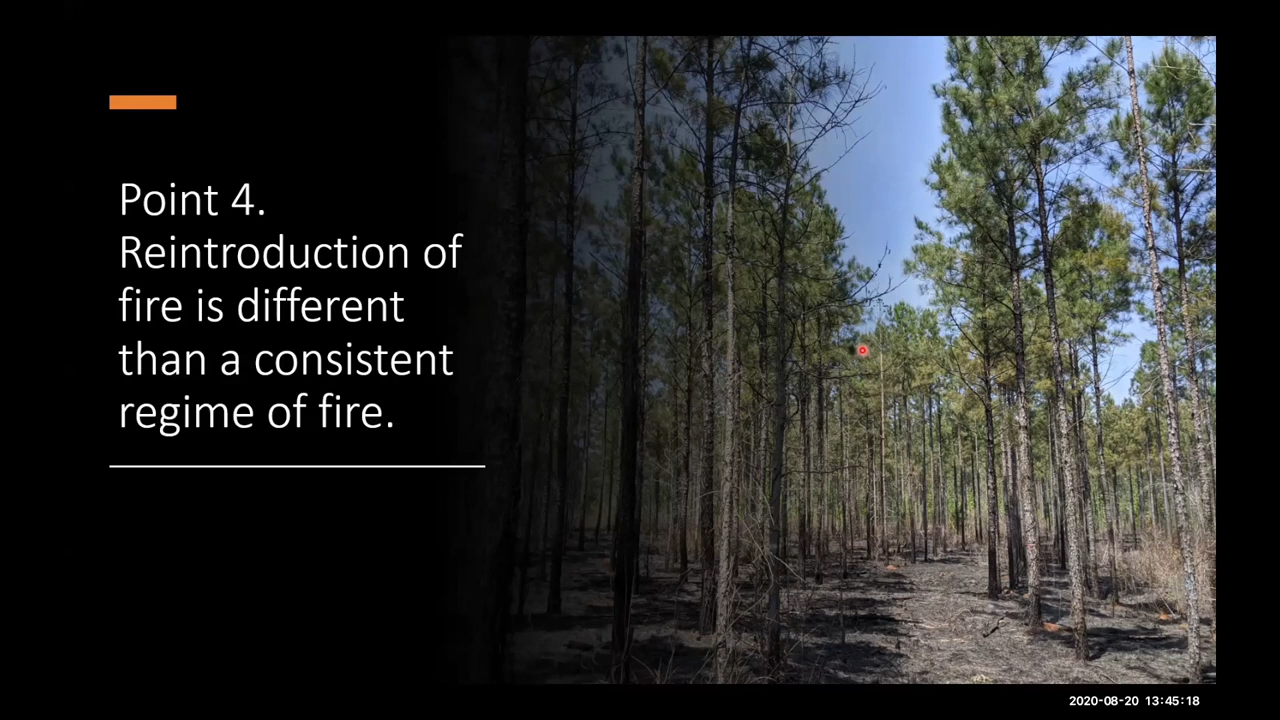 Point 4.
Reintroduction of
fire is different
than a consistent
regime of fire.
2020-08-20 13:45:18